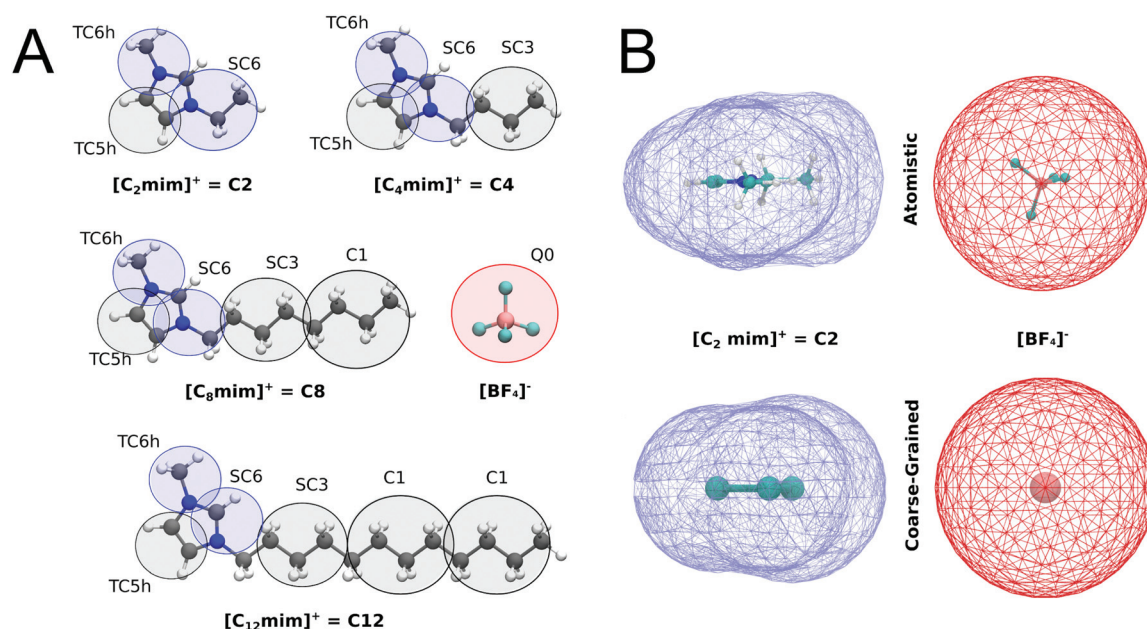 A
TC6h
SC6
TC5h
[C₂mim]⁺ = C2
TC6h
SC6
SC3
TC5h
[C₄mim]⁺ = C4
TC6h
SC6
SC3
C1
TC5h
[C₈mim]⁺ = C8
Q0
[BF₄]⁻
TC6h
SC6
SC3
C1
C1
TC5h
[C₁₂mim]⁺ = C12
B
Atomistic
[C₂ mim]⁺ = C2
[BF₄]⁻
Coarse-Grained